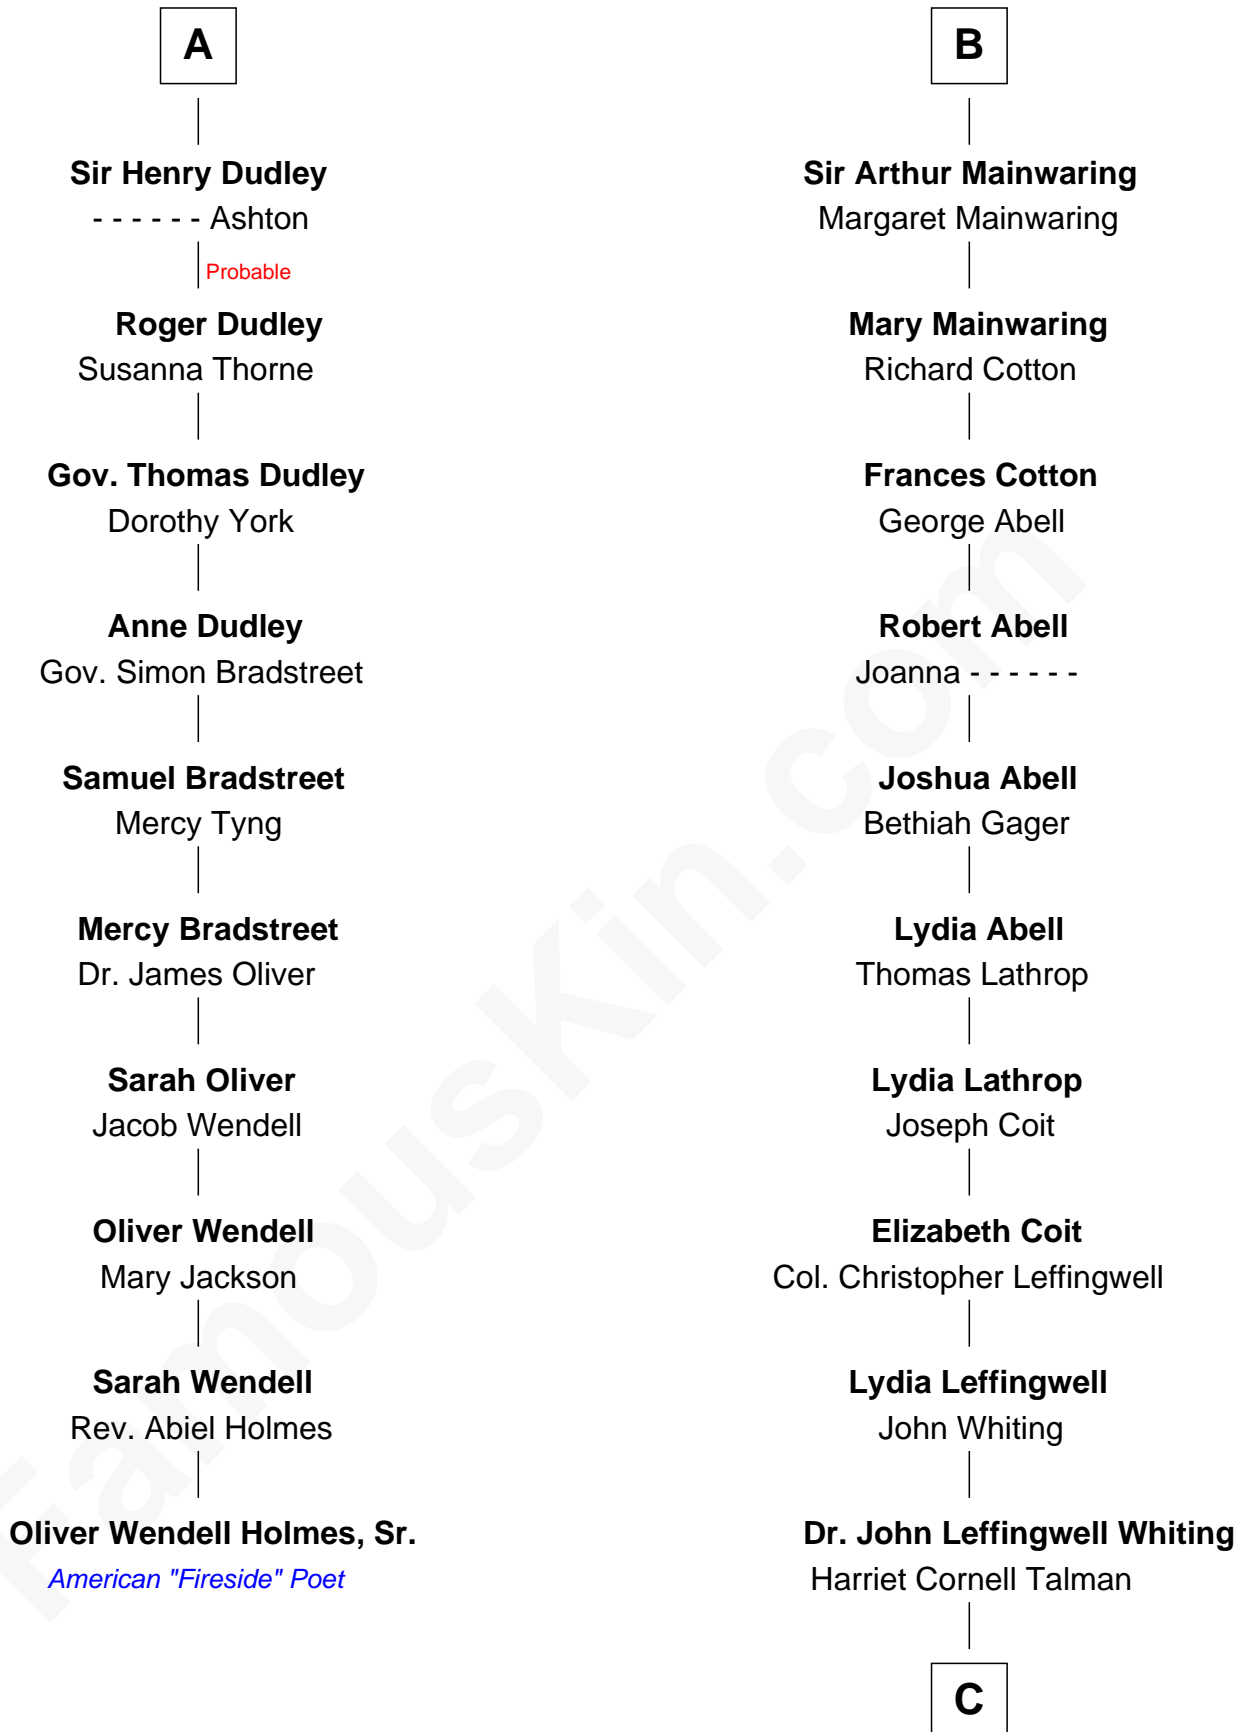 A
Sir Henry Dudley
- - - - - - Ashton
Probable
Roger Dudley
Susanna Thorne
Gov. Thomas Dudley
Dorothy York
Anne Dudley
Gov. Simon Bradstreet
Samuel Bradstreet
Mercy Tyng
Mercy Bradstreet
Dr. James Oliver
Sarah Oliver
Jacob Wendell
Oliver Wendell
Mary Jackson
Sarah Wendell
Rev. Abiel Holmes
Oliver Wendell Holmes, Sr.
American "Fireside" Poet
B
Sir Arthur Mainwaring
Margaret Mainwaring
Mary Mainwaring
Richard Cotton
Frances Cotton
George Abell
Robert Abell
Joanna - - - - - -
Joshua Abell
Bethiah Gager
Lydia Abell
Thomas Lathrop
Lydia Lathrop
Joseph Coit
Elizabeth Coit
Col. Christopher Leffingwell
Lydia Leffingwell
John Whiting
Dr. John Leffingwell Whiting
Harriet Cornell Talman
C
FamousKin.com